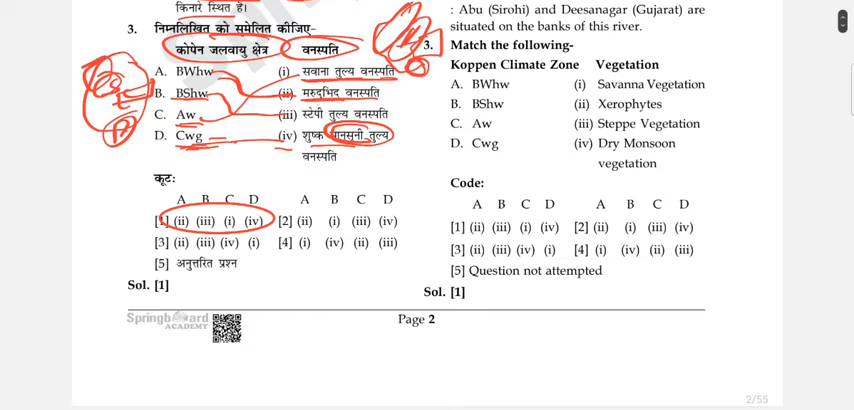 किनारे स्थित है।
3. निम्नलिखित को सुमेलित कीजिए-
कोपेन जलवायु क्षेत्र वनस्पति
A. BWhw (i) सवाना तुल्य वनस्पति
B. BShw (ii) मरुद्भिद वनस्पति
C. Aw (iii) स्टेपी तुल्य वनस्पति
D. Cwg (iv) शुष्क मानसूनी तुल्य
वनस्पति
कूटः
A B C D A B C D
[1] (ii) (iii) (i) (iv) [2] (ii) (i) (iii) (iv)
[3] (ii) (iii) (iv) (i) [4] (i) (iv) (ii) (iii)
[5] अनुत्तरित प्रश्न
Sol. [1]
: Abu (Sirohi) and Deesanagar (Gujarat) are
situated on the banks of this river.
3. Match the following-
Koppen Climate Zone Vegetation
A. BWhw (i) Savanna Vegetation
B. BShw (ii) Xerophytes
C. Aw (iii) Steppe Vegetation
D. Cwg (iv) Dry Monsoon
vegetation
Code:
A B C D A B C D
[1] (ii) (iii) (i) (iv) [2] (ii) (i) (iii) (iv)
[3] (ii) (iii) (iv) (i) [4] (i) (iv) (ii) (iii)
[5] Question not attempted
Sol. [1]
Springboard
ACADEMY
Page 2
2/55